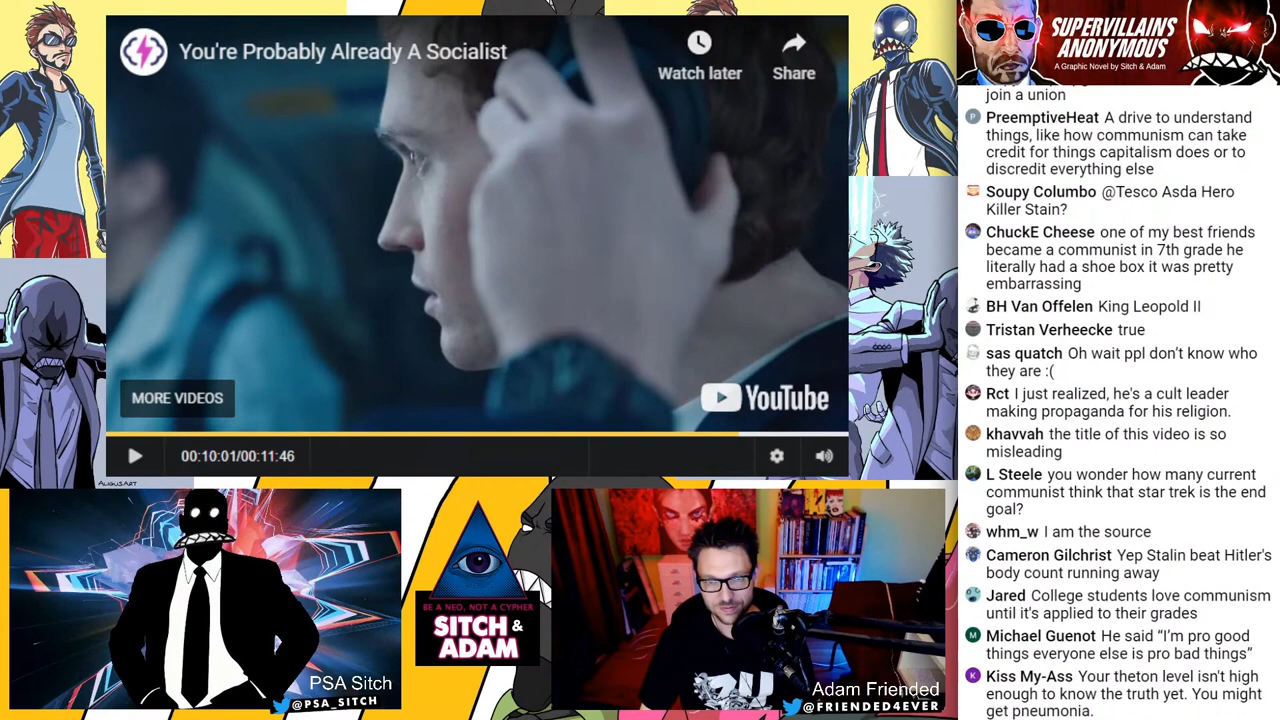 You're Probably Already A Socialist
Watch later
Share
MORE VIDEOS
YouTube
00:10:01/00:11:46
ALIGUSART
PSA Sitch
@PSA_SITCH
BE A NEO, NOT A CYPHER
SITCH &
ADAM
Adam Friended
@FRIENDED4EVER
SUPERVILLAINS
ANONYMOUS
A Graphic Novel by Sitch & Adam
join a union
PreemptiveHeat A drive to understand
things, like how communism can take
credit for things capitalism does or to
discredit everything else
Soupy Columbo @Tesco Asda Hero
Killer Stain?
ChuckE Cheese one of my best friends
became a communist in 7th grade he
literally had a shoe box it was pretty
embarrassing
BH Van Offelen King Leopold II
Tristan Verheecke true
sas quatch Oh wait ppl don't know who
they are :(
Rct I just realized, he's a cult leader
making propaganda for his religion.
khavvah the title of this video is so
misleading
L Steele you wonder how many current
communist think that star trek is the end
goal?
whm_w I am the source
Cameron Gilchrist Yep Stalin beat Hitler's
body count running away
Jared College students love communism
until it's applied to their grades
Michael Guenot He said “I'm pro good
things everyone else is pro bad things”
Kiss My-Ass Your theton level isn't high
enough to know the truth yet. You might
get pneumonia.